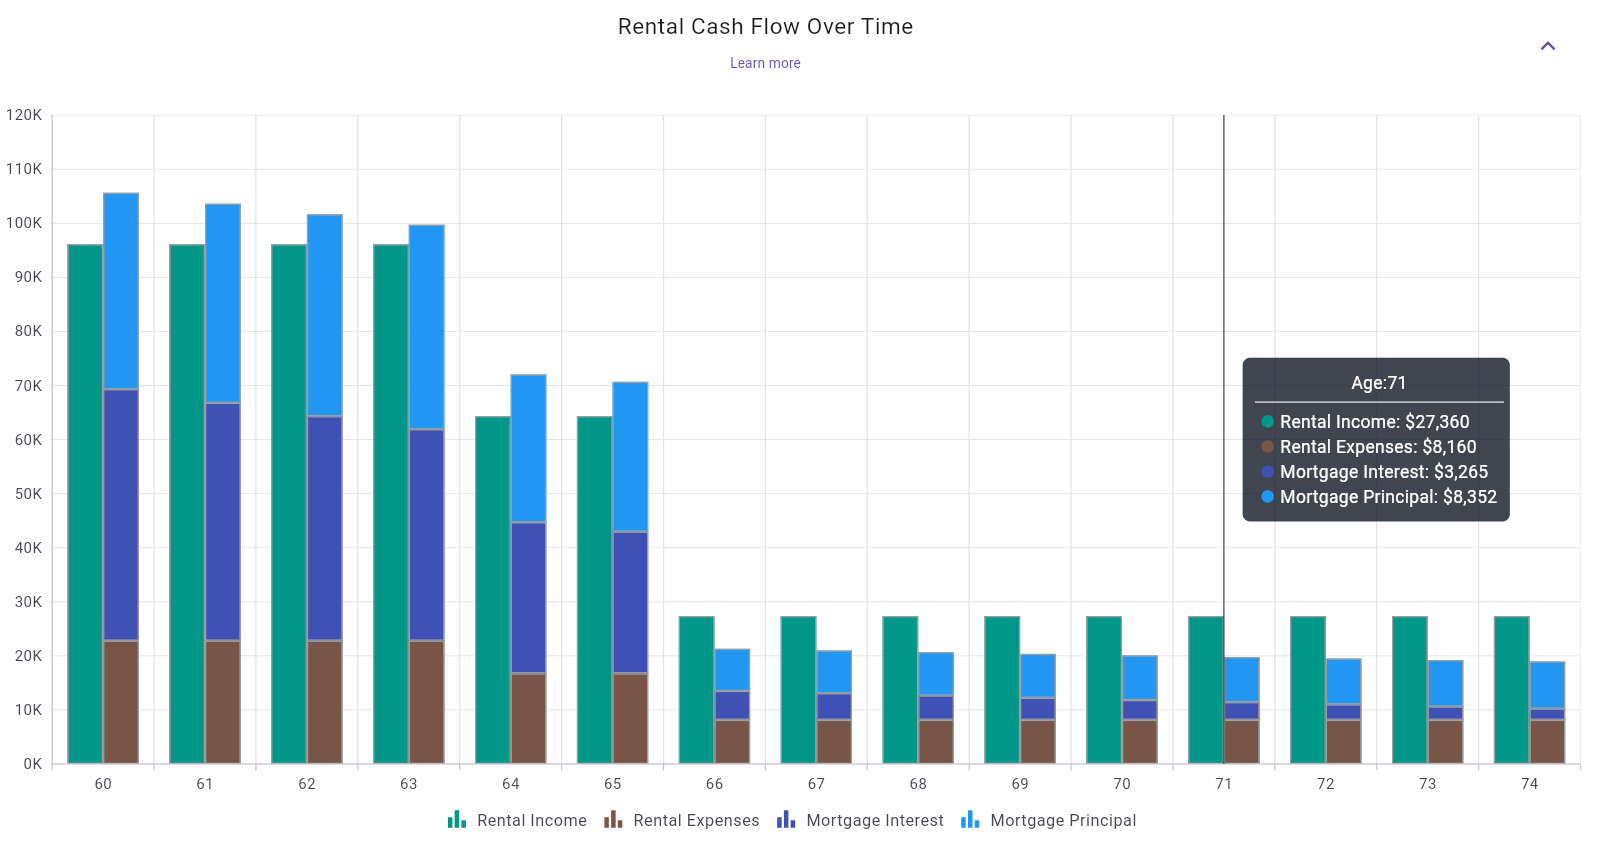 Rental Cash Flow Over Time
Learn more
120K
110K
100K
90K
80K
70K
60K
50K
40K
30K
20K
10K
0K
Age:71
Rental Income: $27,360
Rental Expenses: $8,160
Mortgage Interest: $3,265
Mortgage Principal: $8,352
60 61 62 63 64 65 66 67 68 69 70 71 72 73 74
Rental Income Rental Expenses Mortgage Interest Mortgage Principal